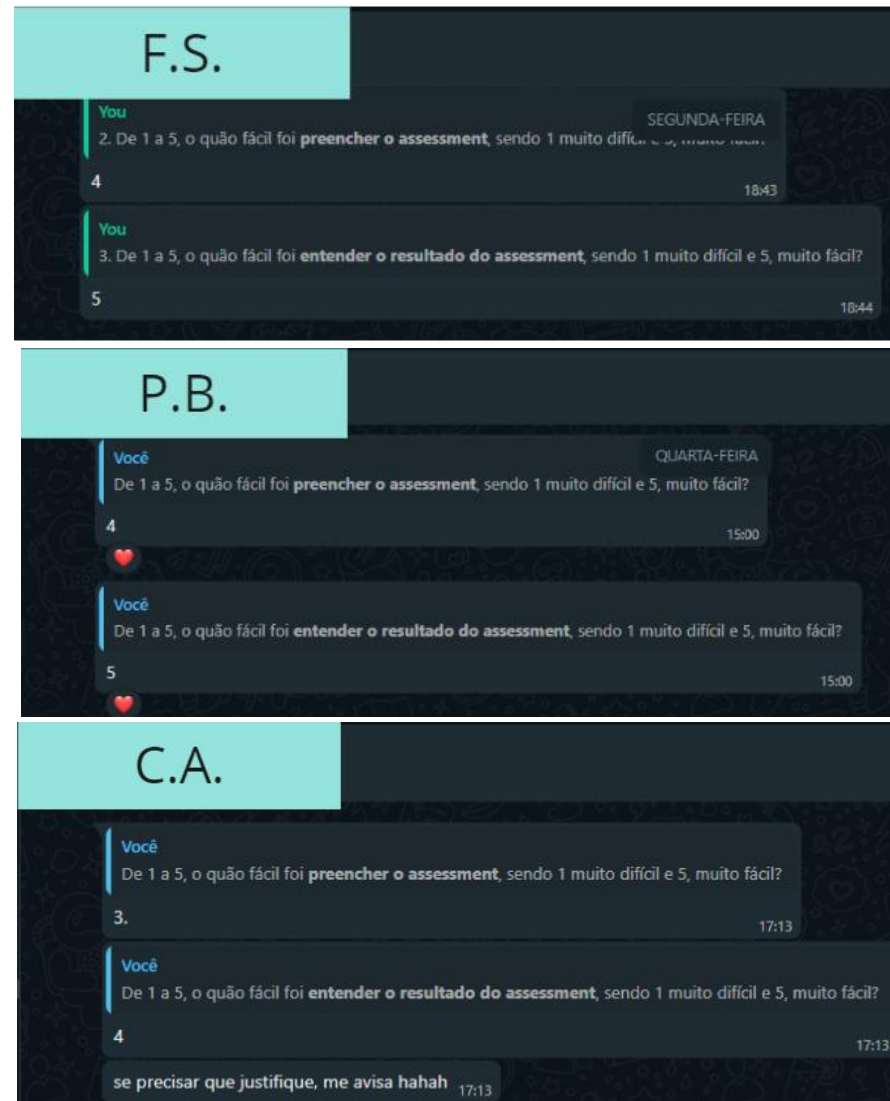 F.S.
You
SEGUNDA-FEIRA
2. De 1 a 5, o quão fácil foi preencher o assessment, sendo 1 muito difícil e 5, muito fácil?
4
18:43
You
3. De 1 a 5, o quão fácil foi entender o resultado do assessment, sendo 1 muito difícil e 5, muito fácil?
5
18:44
P.B.
Você
QUARTA-FEIRA
De 1 a 5, o quão fácil foi preencher o assessment, sendo 1 muito difícil e 5, muito fácil?
4
15:00
Você
De 1 a 5, o quão fácil foi entender o resultado do assessment, sendo 1 muito difícil e 5, muito fácil?
5
15:00
C.A.
Você
De 1 a 5, o quão fácil foi preencher o assessment, sendo 1 muito difícil e 5, muito fácil?
3.
17:13
Você
De 1 a 5, o quão fácil foi entender o resultado do assessment, sendo 1 muito difícil e 5, muito fácil?
4
17:13
se precisar que justifique, me avisa hahah 17:13